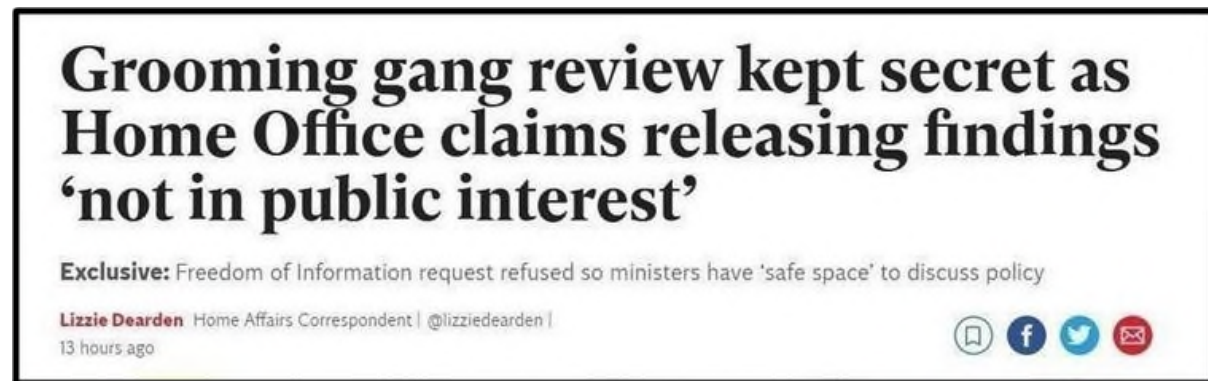 Grooming gang review kept secret as
Home Office claims releasing findings
‘not in public interest’
Exclusive: Freedom of Information request refused so ministers have ‘safe space’ to discuss policy
Lizzie Dearden Home Affairs Correspondent | @lizziedearden |
13 hours ago